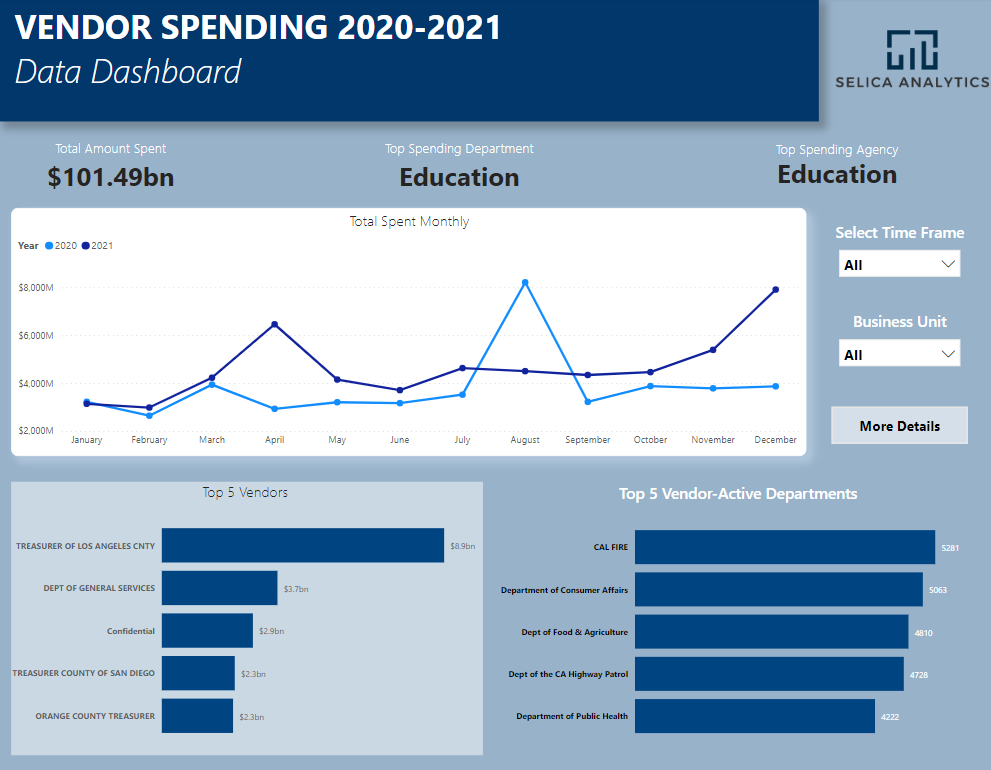 VENDOR SPENDING 2020-2021
Data Dashboard
SELICA ANALYTICS
Total Amount Spent
$101.49bn
Top Spending Department
Education
Top Spending Agency
Education
Total Spent Monthly
Year 2020 2021
$8,000M
$6,000M
$4,000M
$2,000M
January February March April May June July August September October November December
Select Time Frame
All
Business Unit
All
More Details
Top 5 Vendors
TREASURER OF LOS ANGELES CNTY $8.9bn
DEPT OF GENERAL SERVICES $3.7bn
Confidential $2.9bn
TREASURER COUNTY OF SAN DIEGO $2.3bn
ORANGE COUNTY TREASURER $2.3bn
Top 5 Vendor-Active Departments
CAL FIRE 5281
Department of Consumer Affairs 5063
Dept of Food & Agriculture 4810
Dept of the CA Highway Patrol 4728
Department of Public Health 4222